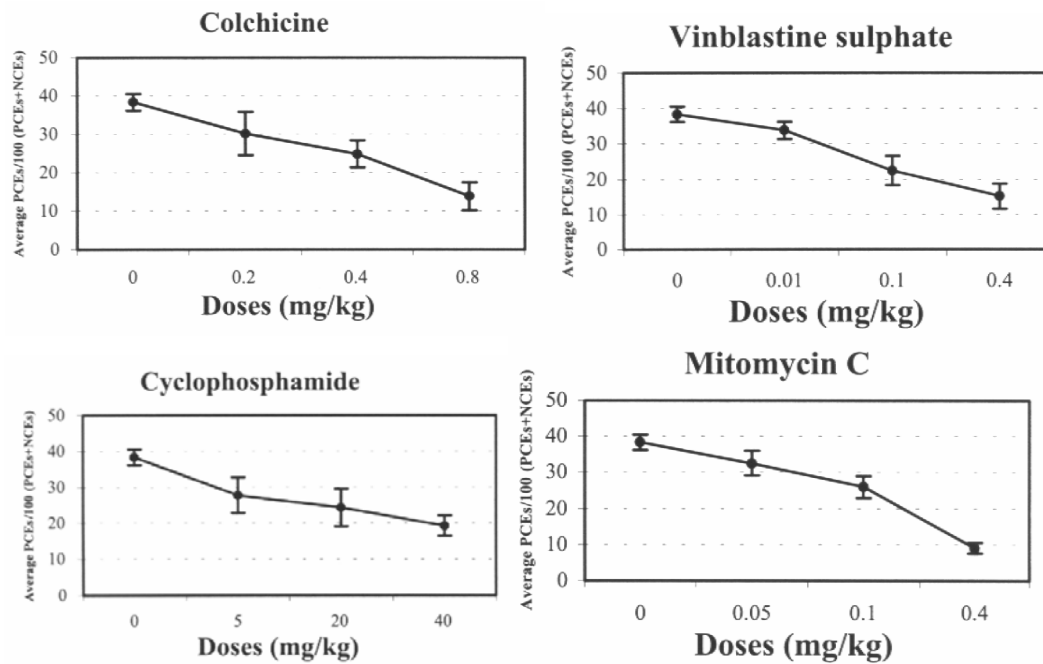 Colchicine
Average PCEs/100 (PCEs+NCEs)
50
40
30
20
10
0
0 0.2 0.4 0.8
Doses (mg/kg)
Vinblastine sulphate
Average PCEs/100 (PCEs+NCEs)
50
40
30
20
10
0
0 0.01 0.1 0.4
Doses (mg/kg)
Cyclophosphamide
Average PCEs/100 (PCEs+NCEs)
50
40
30
20
10
0
0 5 20 40
Doses (mg/kg)
Mitomycin C
Average PCEs/100 (PCEs+NCEs)
50
40
30
20
10
0
0 0.05 0.1 0.4
Doses (mg/kg)